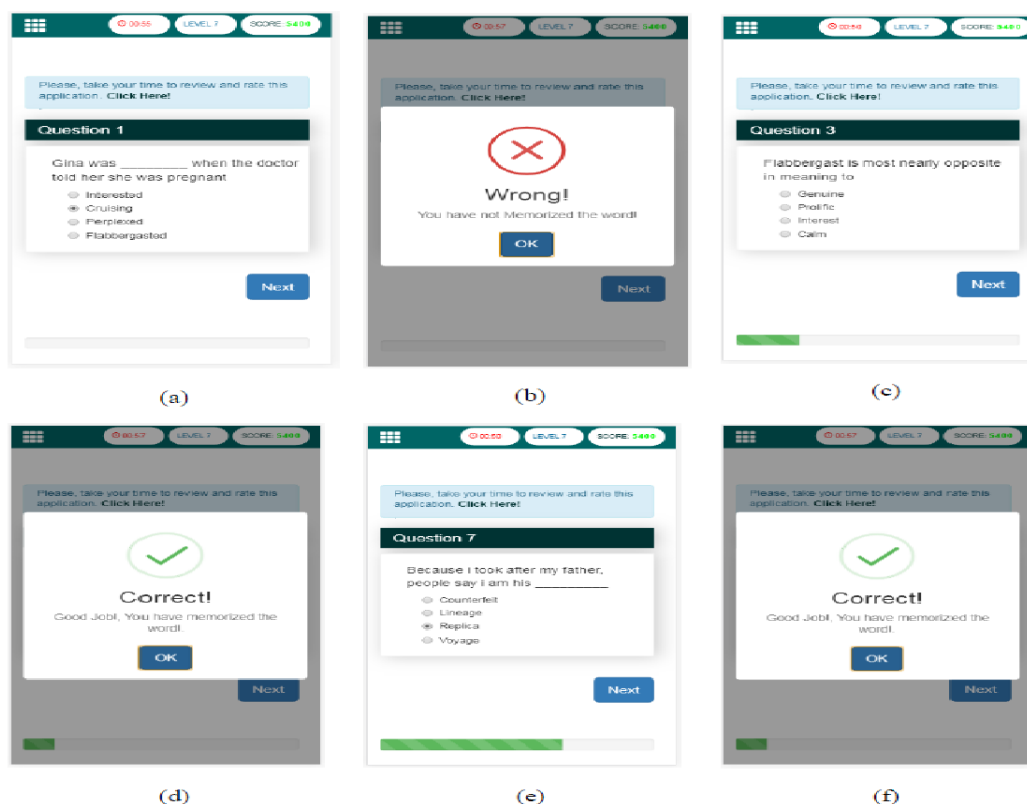 00:55 LEVEL 7 SCORE: 5400
Please, take your time to review and rate this
application. Click Here!
Question 1
Gina was ________ when the doctor
told heir she was pregnant
Interested
Cruising
Perplexed
Flabbergasted
Next
(a)
00:57 LEVEL 7 SCORE: 5400
Please, take your time to review and rate this
application. Click Here!
Wrong!
You have not Memorized the word!
OK
Next
(b)
LEVEL 7 SCORE: 5400
Please, take your time to review and rate this
application. Click Here!
Question 3
Flabbergast is most nearly opposite
in meaning to
Genuine
Prolific
Interest
Calm
Next
(c)
00:57 LEVEL 7 SCORE: 5400
Please, take your time to review and rate this
application. Click Here!
Correct!
Good Job!, You have memorized the
word!.
OK
Next
(d)
LEVEL 7 SCORE: 5400
Please, take your time to review and rate this
application. Click Here!
Question 7
Because I took after my father,
people say I am his _________
Counterfeit
Lineage
Replica
Voyage
Next
(e)
00:57 LEVEL 7 SCORE: 5400
Please, take your time to review and rate this
application. Click Here!
Correct!
Good Job!, You have memorized the
word!.
OK
Next
(f)